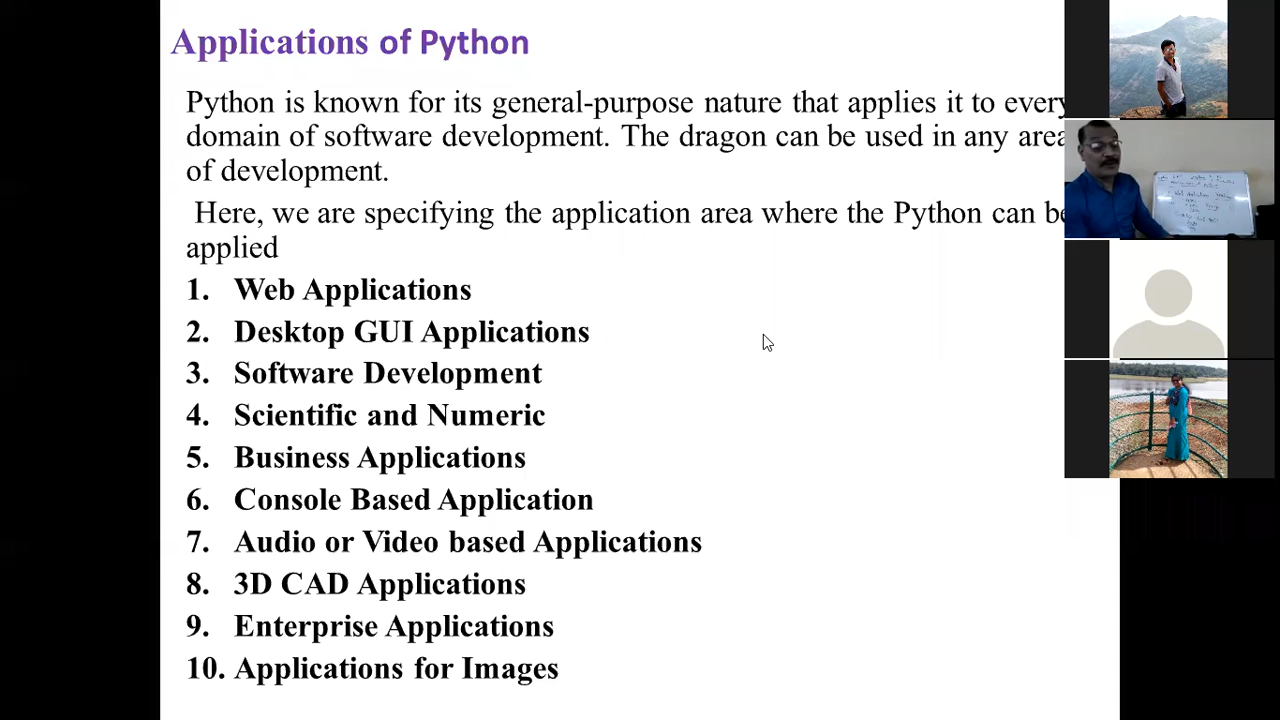 Applications of Python
Python is known for its general-purpose nature that applies it to every
domain of software development. The dragon can be used in any area
of development.
Here, we are specifying the application area where the Python can be
applied
1. Web Applications
2. Desktop GUI Applications
3. Software Development
4. Scientific and Numeric
5. Business Applications
6. Console Based Application
7. Audio or Video based Applications
8. 3D CAD Applications
9. Enterprise Applications
10. Applications for Images